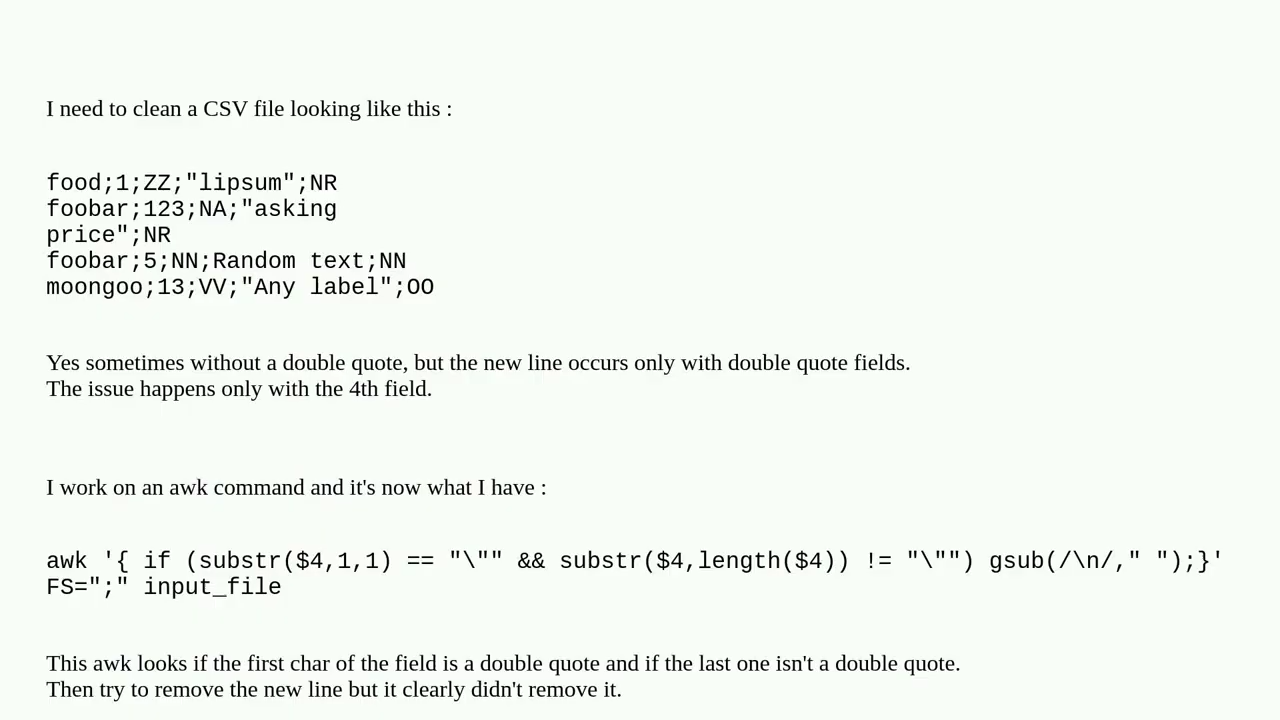 I need to clean a CSV file looking like this :
food;1;ZZ;"lipsum";NR
foobar;123;NA;"asking
price";NR
foobar;5;NN;Random text;NN
moongoo;13;VV;"Any label";OO
Yes sometimes without a double quote, but the new line occurs only with double quote fields.
The issue happens only with the 4th field.
I work on an awk command and it's now what I have :
awk '{ if (substr($4,1,1) == "\"" && substr($4,length($4)) != "\"") gsub(/\n/," ");}'
FS=";" input_file
This awk looks if the first char of the field is a double quote and if the last one isn't a double quote.
Then try to remove the new line but it clearly didn't remove it.